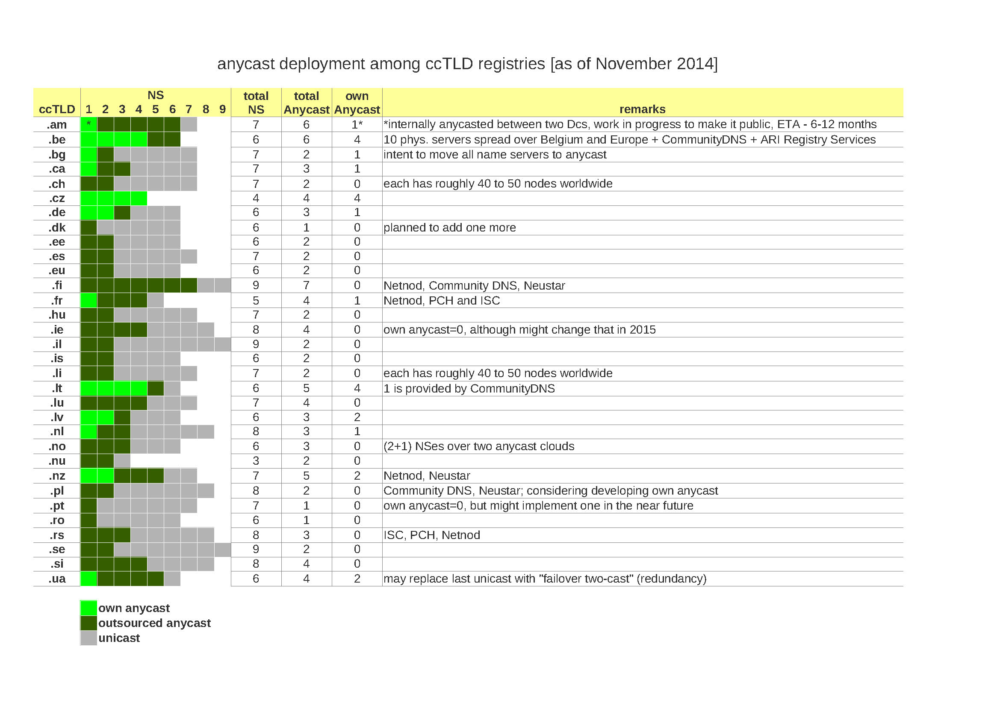 anycast deployment among ccTLD registries [as of November 2014]
NS total total own
ccTLD 1 2 3 4 5 6 7 8 9 NS Anycast Anycast remarks
.am * 7 6 1* *internally anycasted between two Dcs, work in progress to make it public, ETA - 6-12 months
.be 6 6 4 10 phys. servers spread over Belgium and Europe + CommunityDNS + ARI Registry Services
.bg 7 2 1 intent to move all name servers to anycast
.ca 7 3 1
.ch 7 2 0 each has roughly 40 to 50 nodes worldwide
.cz 4 4 4
.de 6 3 1
.dk 6 1 0 planned to add one more
.ee 6 2 0
.es 7 2 0
.eu 6 2 0
.fi 9 7 0 Netnod, Community DNS, Neustar
.fr 5 4 1 Netnod, PCH and ISC
.hu 7 2 0
.ie 8 4 0 own anycast=0, although might change that in 2015
.il 9 2 0
.is 6 2 0
.li 7 2 0 each has roughly 40 to 50 nodes worldwide
.lt 6 5 4 1 is provided by CommunityDNS
.lu 7 4 0
.lv 6 3 2
.nl 8 3 1
.no 6 3 0 (2+1) NSes over two anycast clouds
.nu 3 2 0
.nz 7 5 2 Netnod, Neustar
.pl 8 2 0 Community DNS, Neustar; considering developing own anycast
.pt 7 1 0 own anycast=0, but might implement one in the near future
.ro 6 1 0
.rs 8 3 0 ISC, PCH, Netnod
.se 9 2 0
.si 8 4 0
.ua 6 4 2 may replace last unicast with "failover two-cast" (redundancy)
own anycast
outsourced anycast
unicast